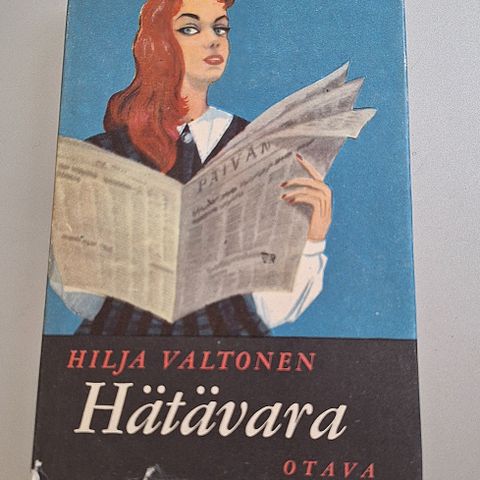 PÄIVÄN
HILJA VALTONEN
Hätävara
OTAVA